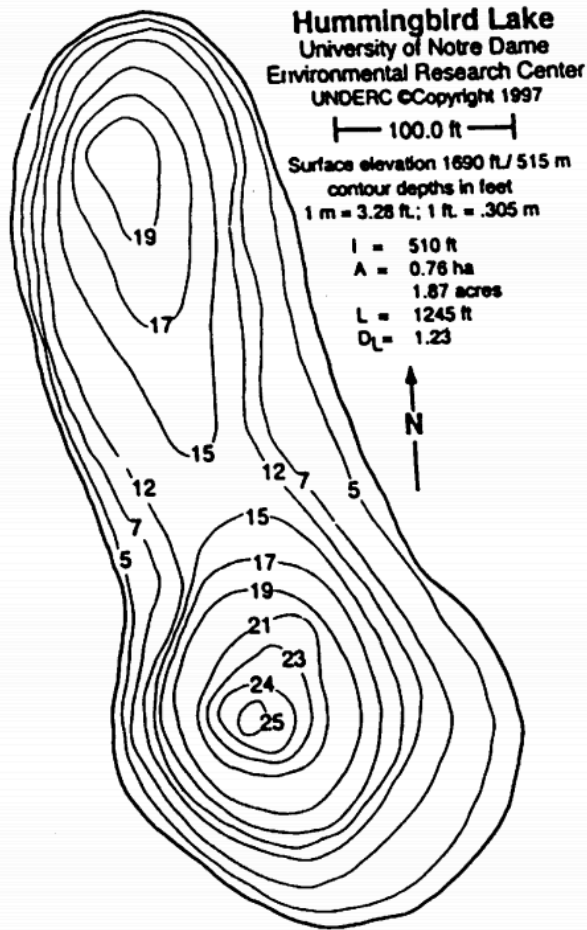 Hummingbird Lake
University of Notre Dame
Environmental Research Center
UNDERC ©Copyright 1997
100.0 ft
Surface elevation 1690 ft./ 515 m
contour depths in feet
1 m = 3.28 ft.; 1 ft. = .305 m
l = 510 ft
A = 0.76 ha
1.87 acres
L = 1245 ft
DL= 1.23
N
19
17
15
12
7
5
12
7
5
15
17
19
21
23
24
25